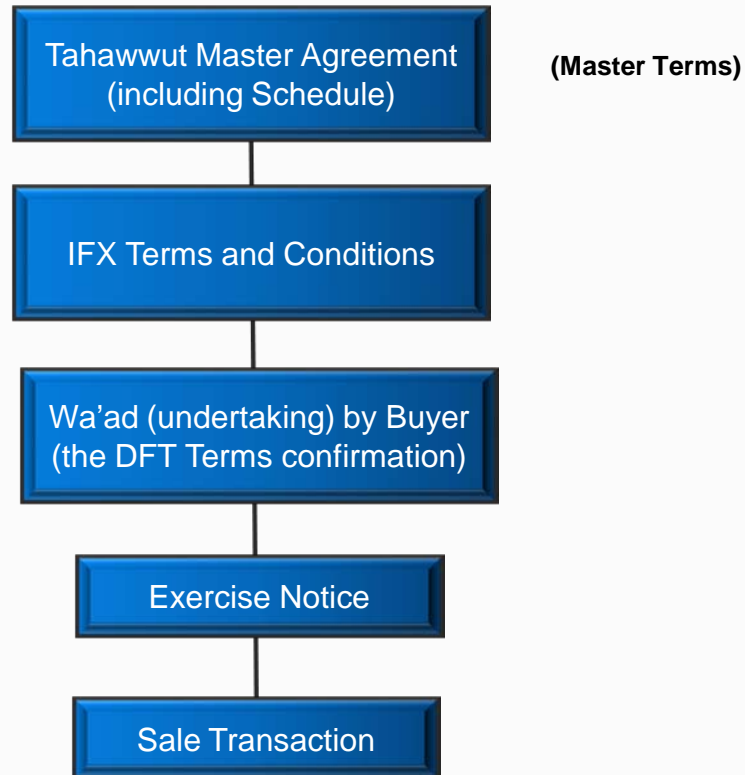 Tahawwut Master Agreement
(including Schedule)
(Master Terms)
IFX Terms and Conditions
Wa’ad (undertaking) by Buyer
(the DFT Terms confirmation)
Exercise Notice
Sale Transaction